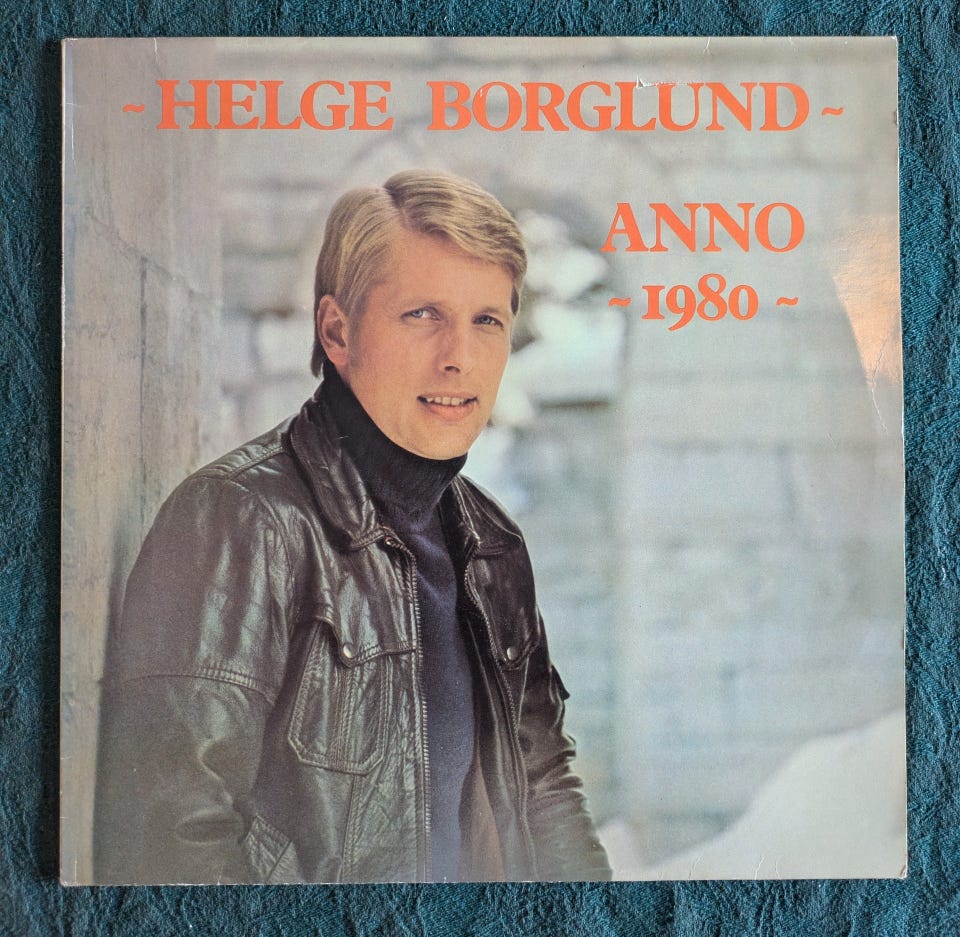 ~ HELGE BORGLUND ~
ANNO
~ 1980 ~